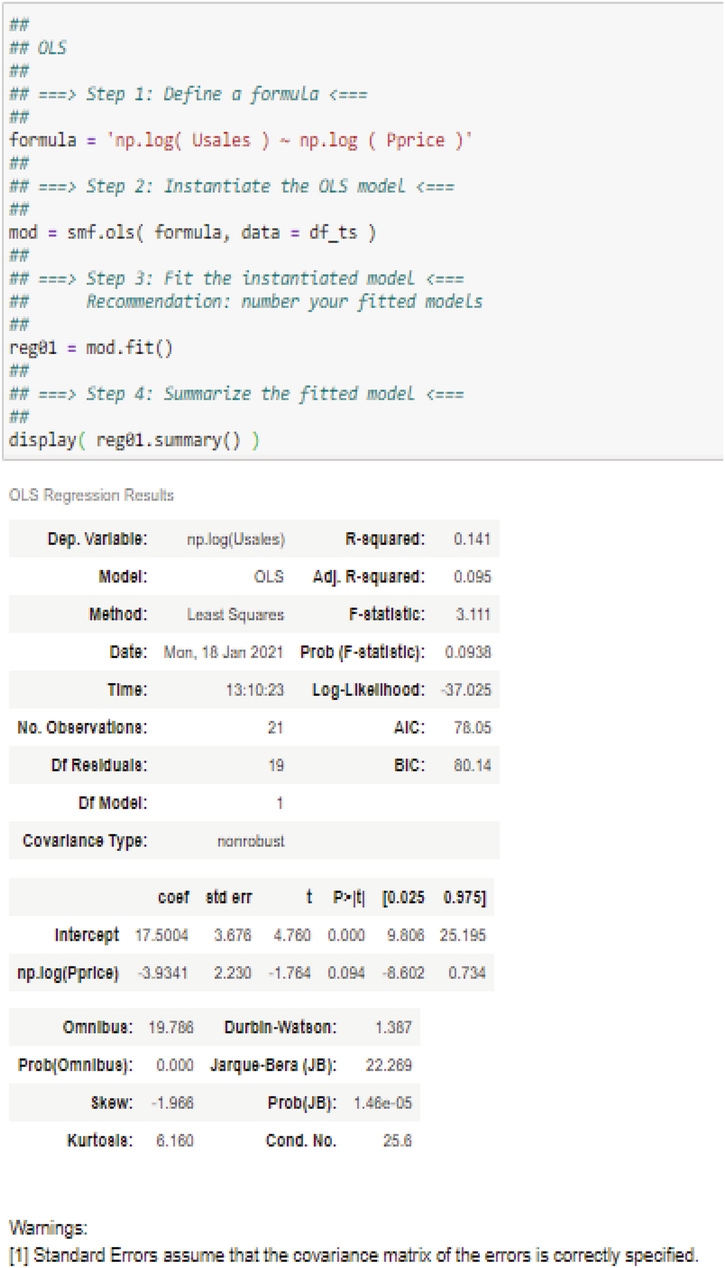 ##
## OLS
##
## ===> Step 1: Define a formula <===
##
formula = 'np.log( Usales ) ~ np.log ( Pprice )'
##
## ===> Step 2: Instantiate the OLS model <===
##
mod = smf.ols( formula, data = df_ts )
##
## ===> Step 3: Fit the instantiated model <===
## Recommendation: number your fitted models
##
reg01 = mod.fit()
##
## ===> Step 4: Summarize the fitted model <===
##
display( reg01.summary() )
OLS Regression Results
Dep. Variable: np.log(Usales) R-squared: 0.141
Model: OLS Adj. R-squared: 0.095
Method: Least Squares F-statistic: 3.111
Date: Mon, 18 Jan 2021 Prob (F-statistic): 0.0938
Time: 13:10:23 Log-Likelihood: -37.025
No. Observations: 21 AIC: 78.05
Df Residuals: 19 BIC: 80.14
Df Model: 1
Covariance Type: nonrobust
coef std err t P>|t| [0.025 0.975]
Intercept 17.5004 3.676 4.760 0.000 9.806 25.195
np.log(Pprice) -3.9341 2.230 -1.764 0.094 -8.602 0.734
Omnibus: 19.786 Durbin-Watson: 1.387
Prob(Omnibus): 0.000 Jarque-Bera (JB): 22.269
Skew: -1.966 Prob(JB): 1.46e-05
Kurtosis: 6.160 Cond. No. 25.6
Warnings:
[1] Standard Errors assume that the covariance matrix of the errors is correctly specified.